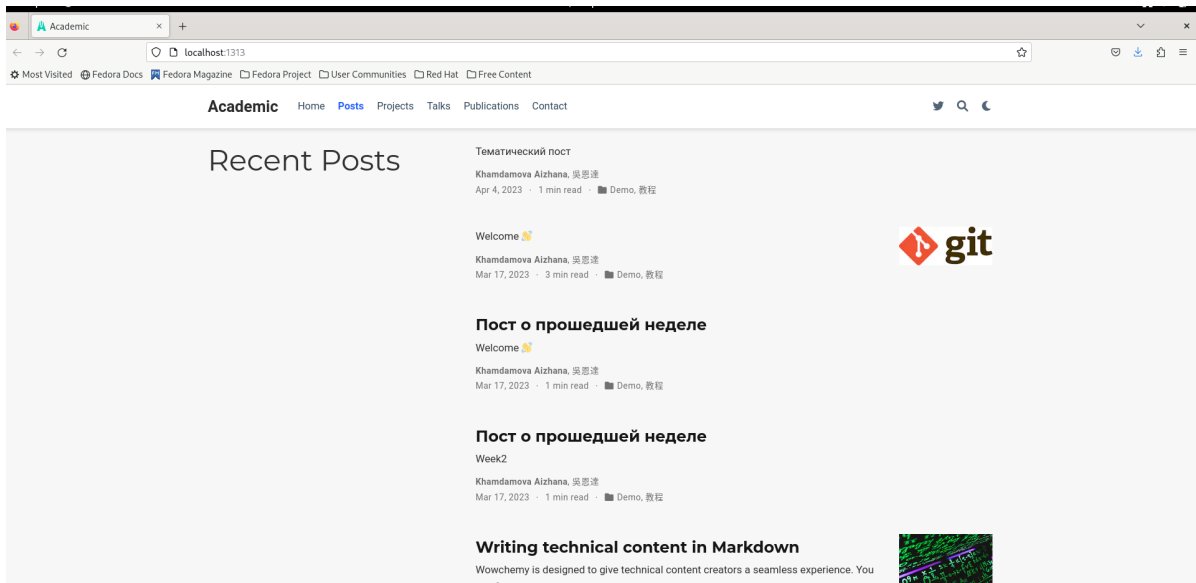 Academic
localhost:1313
Most Visited Fedora Docs Fedora Magazine Fedora Project User Communities Red Hat Free Content
Academic Home Posts Projects Talks Publications Contact
Recent Posts
Тематический пост
Khamdamova Aizhana, 吳恩達
Apr 4, 2023 · 1 min read · Demo, 教程
Welcome 👋
git
Khamdamova Aizhana, 吳恩達
Mar 17, 2023 · 3 min read · Demo, 教程
Пост о прошедшей неделе
Welcome 👋
Khamdamova Aizhana, 吳恩達
Mar 17, 2023 · 1 min read · Demo, 教程
Пост о прошедшей неделе
Week2
Khamdamova Aizhana, 吳恩達
Mar 17, 2023 · 1 min read · Demo, 教程
Writing technical content in Markdown
Wowchemy is designed to give technical content creators a seamless experience. You